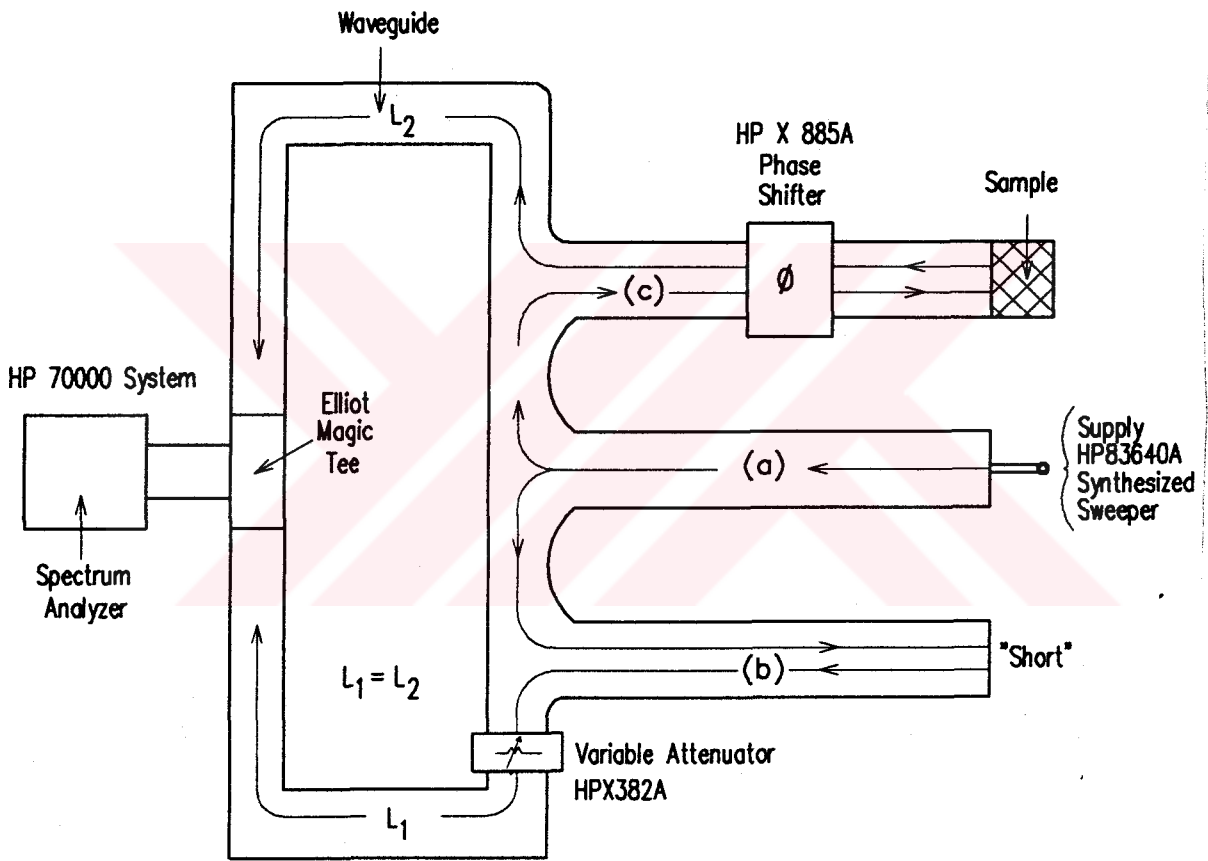 Waveguide
L2
HP X 885A
Phase
Shifter
Sample
(c)
Ø
HP 70000 System
Elliot
Magic
Tee
(a)
Supply
HP83640A
Synthesized
Sweeper
Spectrum
Analyzer
L1 = L2
(b)
"Short"
Variable Attenuator
HPX382A
L1